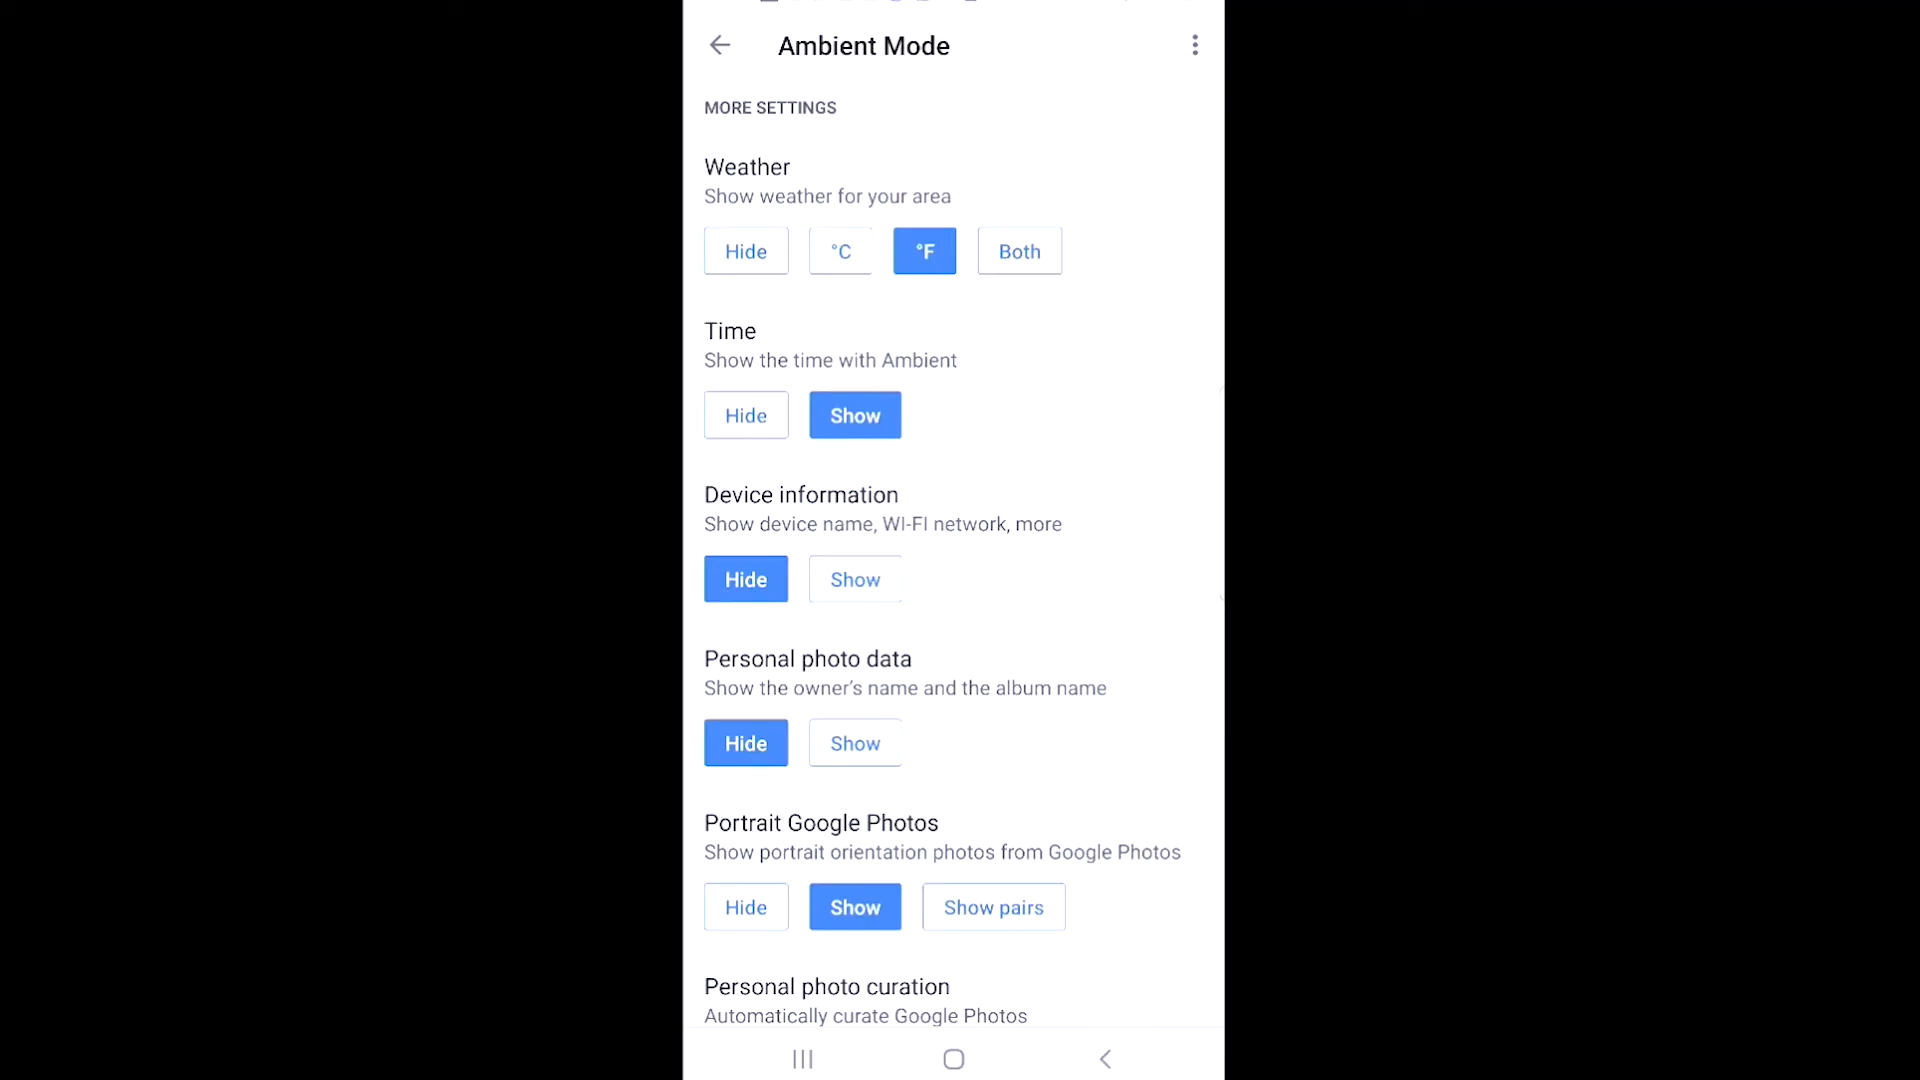 Ambient Mode
MORE SETTINGS
Weather
Show weather for your area
Hide °C °F Both
Time
Show the time with Ambient
Hide Show
Device information
Show device name, WI-FI network, more
Hide Show
Personal photo data
Show the owner's name and the album name
Hide Show
Portrait Google Photos
Show portrait orientation photos from Google Photos
Hide Show Show pairs
Personal photo curation
Automatically curate Google Photos